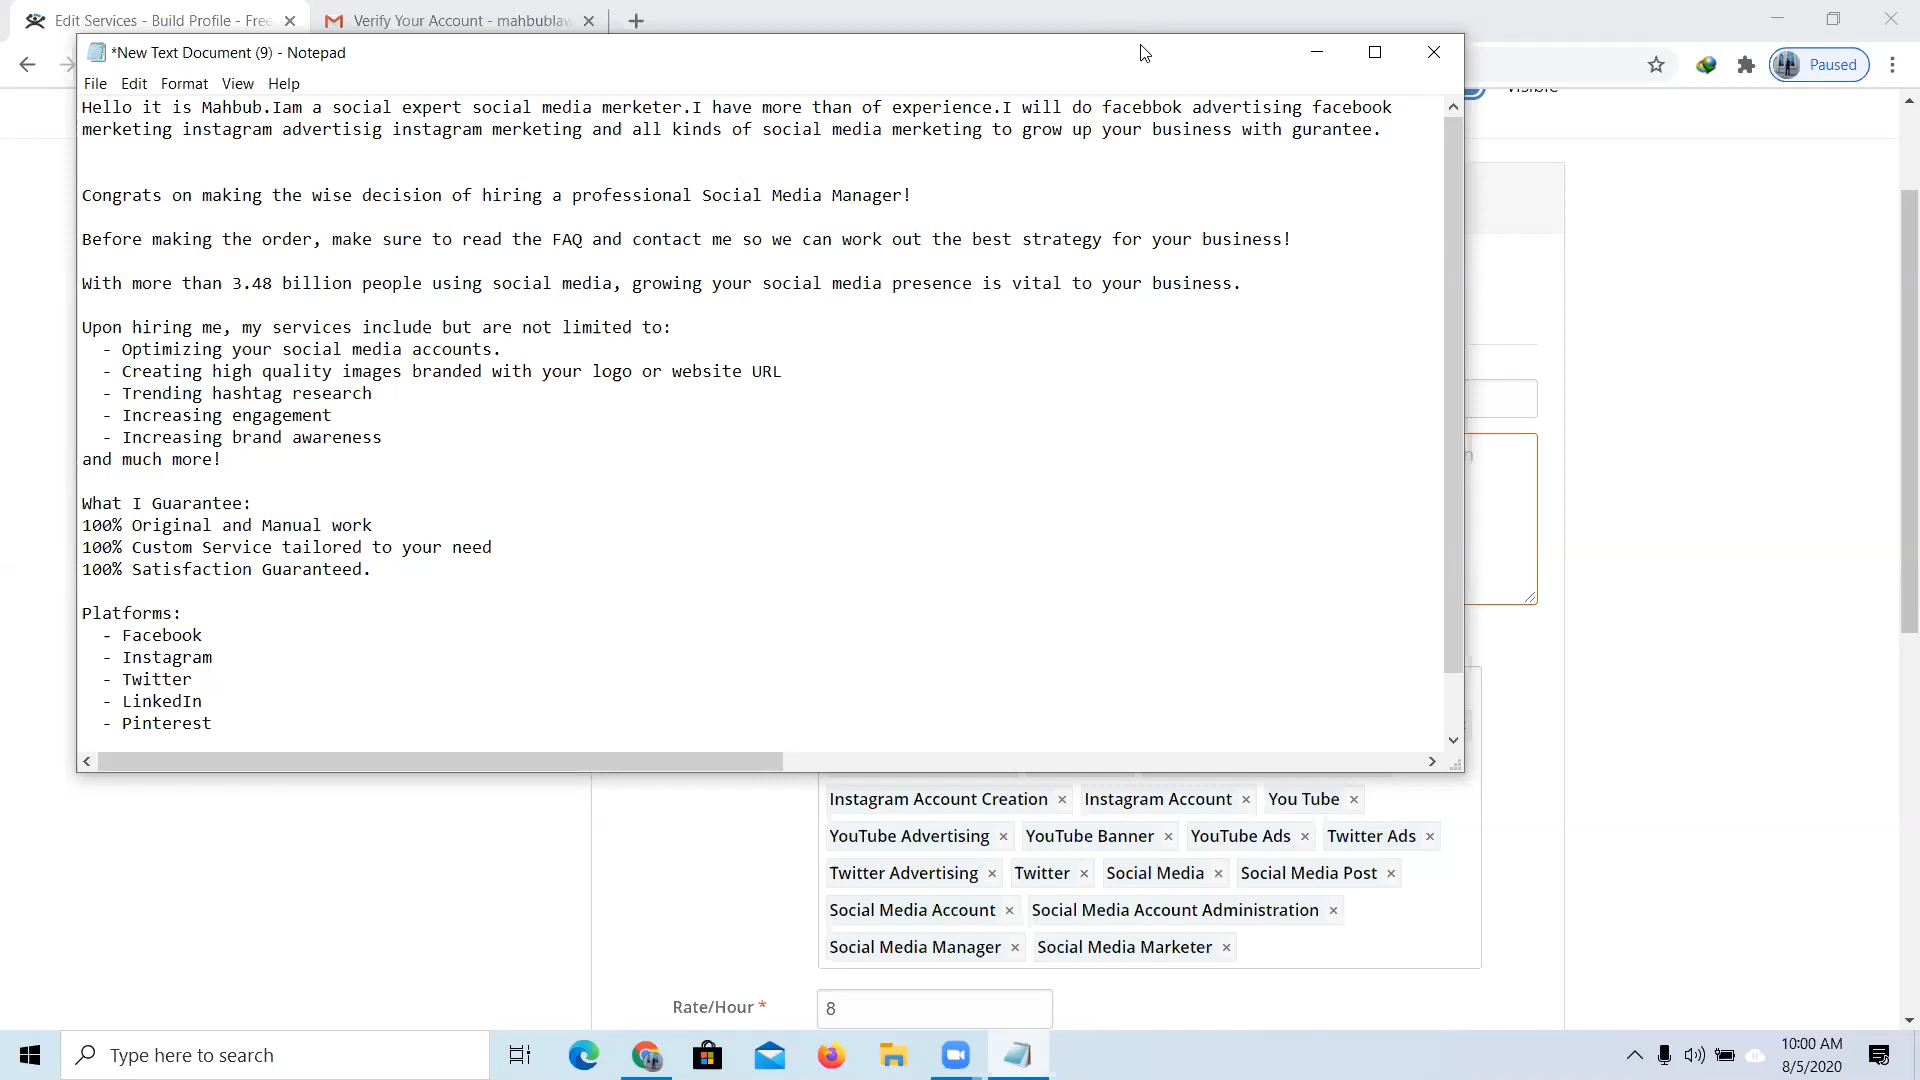 Edit Services - Build Profile - Free
Verify Your Account - mahbublaw
Paused
*New Text Document (9) - Notepad
File Edit Format View Help
Hello it is Mahbub.Iam a social expert social media merketer.I have more than of experience.I will do facebbok advertising facebook
merketing instagram advertisig instagram merketing and all kinds of social media merketing to grow up your business with gurantee.
Congrats on making the wise decision of hiring a professional Social Media Manager!
Before making the order, make sure to read the FAQ and contact me so we can work out the best strategy for your business!
With more than 3.48 billion people using social media, growing your social media presence is vital to your business.
Upon hiring me, my services include but are not limited to:
- Optimizing your social media accounts.
- Creating high quality images branded with your logo or website URL
- Trending hashtag research
- Increasing engagement
- Increasing brand awareness
and much more!
What I Guarantee:
100% Original and Manual work
100% Custom Service tailored to your need
100% Satisfaction Guaranteed.
Platforms:
- Facebook
- Instagram
- Twitter
- LinkedIn
- Pinterest
Instagram Account Creation × Instagram Account × You Tube ×
YouTube Advertising × YouTube Banner × YouTube Ads × Twitter Ads ×
Twitter Advertising × Twitter × Social Media × Social Media Post ×
Social Media Account × Social Media Account Administration ×
Social Media Manager × Social Media Marketer ×
Rate/Hour * 8
Type here to search
10:00 AM
8/5/2020